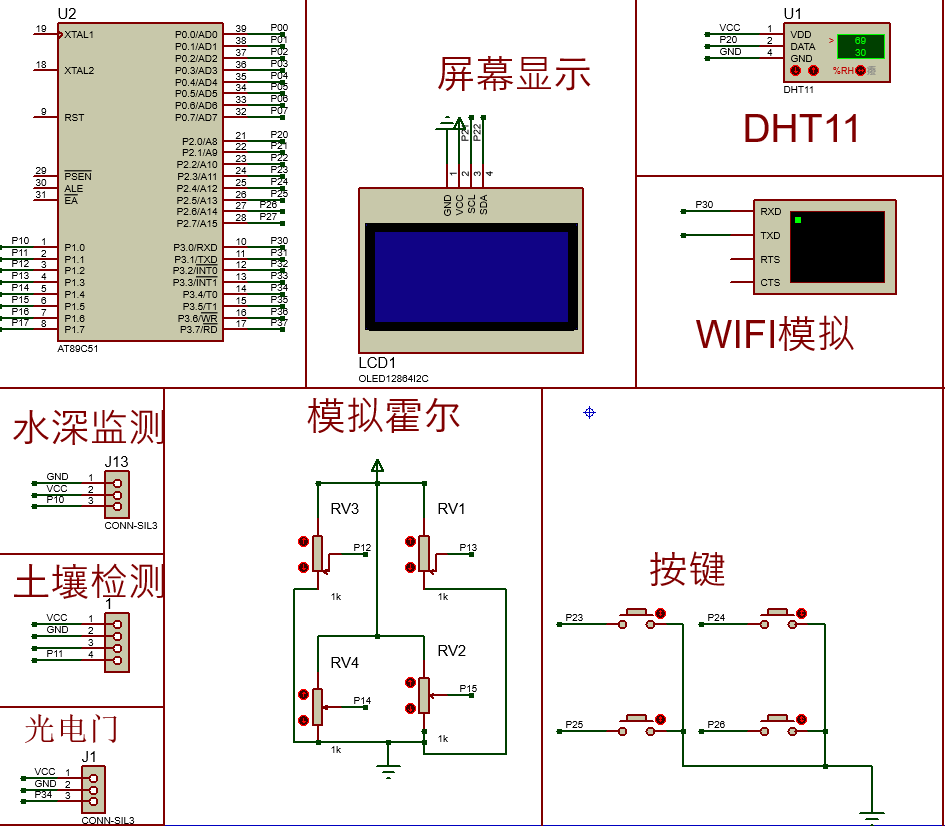 U2
19 XTAL1
18 XTAL2
9 RST
29 PSEN
30 ALE
31 EA
P10 1 P1.0
P11 2 P1.1
P12 3 P1.2
P13 4 P1.3
P14 5 P1.4
P15 6 P1.5
P16 7 P1.6
P17 8 P1.7
P0.0/AD0 39 P00
P0.1/AD1 38 P01
P0.2/AD2 37 P02
P0.3/AD3 36 P03
P0.4/AD4 35 P04
P0.5/AD5 34 P05
P0.6/AD6 33 P06
P0.7/AD7 32 P07
P2.0/A8 21 P20
P2.1/A9 22 P21
P2.2/A10 23 P22
P2.3/A11 24 P23
P2.4/A12 25 P24
P2.5/A13 26 P25
P2.6/A14 27 P26
P2.7/A15 28 P27
P3.0/RXD 10 P30
P3.1/TXD 11 P31
P3.2/INT0 12 P32
P3.3/INT1 13 P33
P3.4/T0 14 P34
P3.5/T1 15 P35
P3.6/WR 16 P36
P3.7/RD 17 P37
AT89C51
屏幕显示
P21
P22
1 2 3 4
GND
VCC
SCL
SDA
LCD1
OLED12864I2C
U1
VCC 1 VDD
P20 2 DATA
GND 4 GND
> 69
30
%RH
DHT11
DHT11
P30 RXD
TXD
RTS
CTS
WIFI模拟
水深监测
J13
GND 1
VCC 2
P10 3
CONN-SIL3
土壤检测
1
VCC 1
GND 2
3
P11 4
光电门
J1
VCC 1
GND 2
P34 3
CONN-SIL3
模拟霍尔
RV3
P12
1k
RV1
P13
1k
RV4
P14
1k
RV2
P15
1k
按键
P23
P24
P25
P26